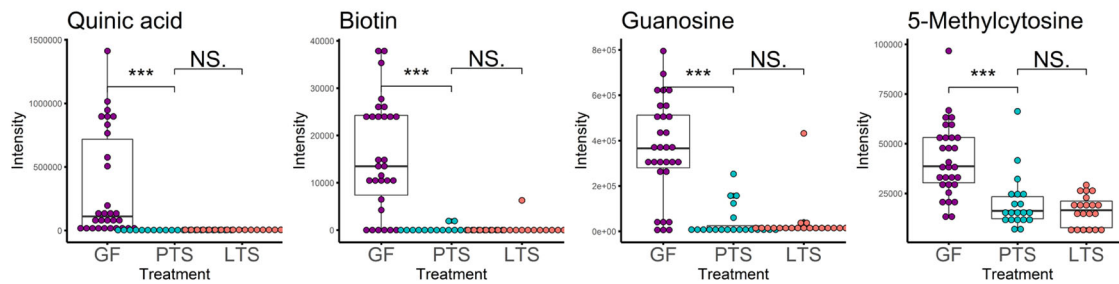 Quinic acid
1500000
1000000
500000
0
Intensity
***
NS.
GF PTS LTS
Treatment
Biotin
40000
30000
20000
10000
0
Intensity
***
NS.
GF PTS LTS
Treatment
Guanosine
8e+05
6e+05
4e+05
2e+05
0e+00
Intensity
***
NS.
GF PTS LTS
Treatment
5-Methylcytosine
100000
75000
50000
25000
Intensity
***
NS.
GF PTS LTS
Treatment